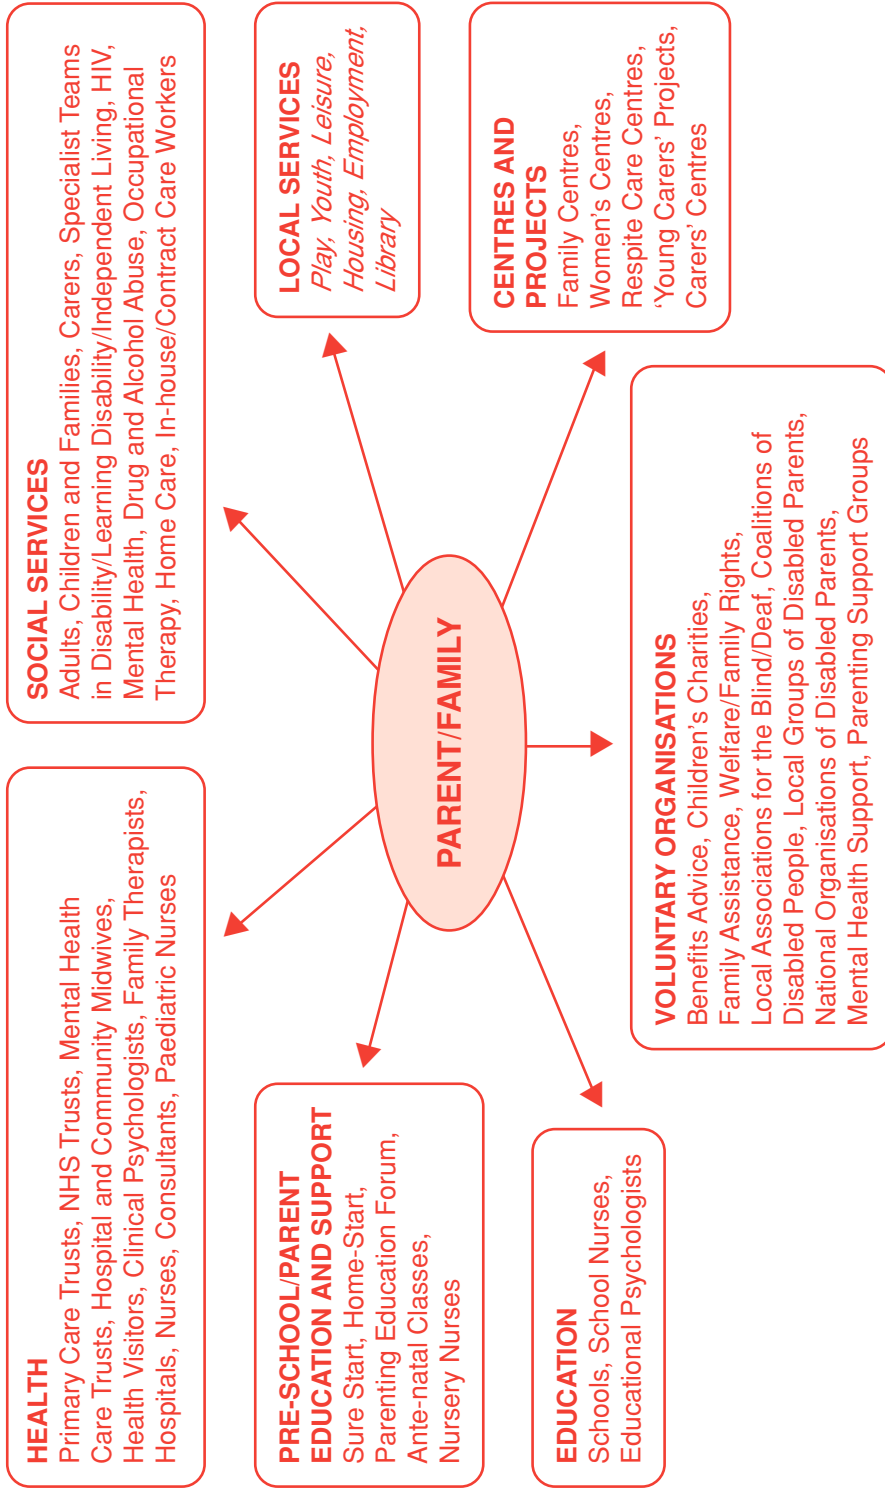 HEALTH
Primary Care Trusts, NHS Trusts, Mental Health
Care Trusts, Hospital and Community Midwives,
Health Visitors, Clinical Psychologists, Family Therapists,
Hospitals, Nurses, Consultants, Paediatric Nurses
SOCIAL SERVICES
Adults, Children and Families, Carers, Specialist Teams
in Disability/Learning Disability/Independent Living, HIV,
Mental Health, Drug and Alcohol Abuse, Occupational
Therapy, Home Care, In-house/Contract Care Workers
PRE-SCHOOL/PARENT
EDUCATION AND SUPPORT
Sure Start, Home-Start,
Parenting Education Forum,
Ante-natal Classes,
Nursery Nurses
PARENT/FAMILY
LOCAL SERVICES
Play, Youth, Leisure,
Housing, Employment,
Library
EDUCATION
Schools, School Nurses,
Educational Psychologists
VOLUNTARY ORGANISATIONS
Benefits Advice, Children's Charities,
Family Assistance, Welfare/Family Rights,
Local Associations for the Blind/Deaf, Coalitions of
Disabled People, Local Groups of Disabled Parents,
National Organisations of Disabled Parents,
Mental Health Support, Parenting Support Groups
CENTRES AND
PROJECTS
Family Centres,
Women's Centres,
Respite Care Centres,
‘Young Carers’ Projects,
Carers’ Centres